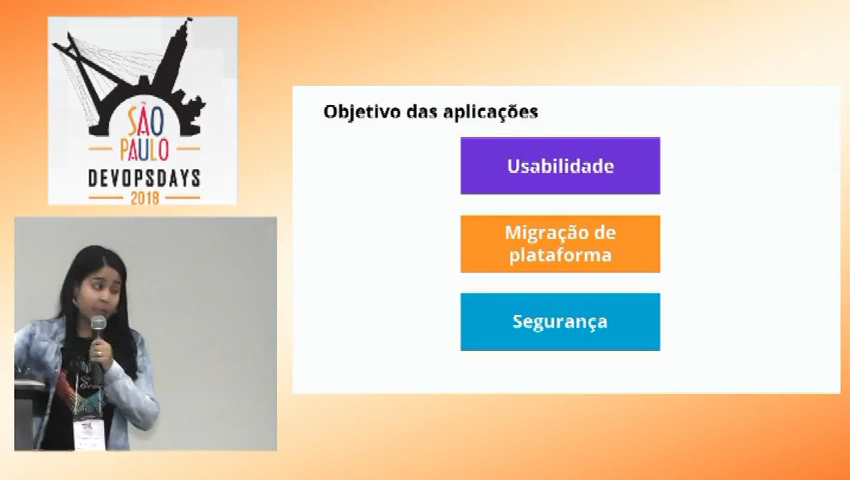 SÃO
PAULO
DEVOPSDAYS
2018
Objetivo das aplicações
Usabilidade
Migração de
plataforma
Segurança